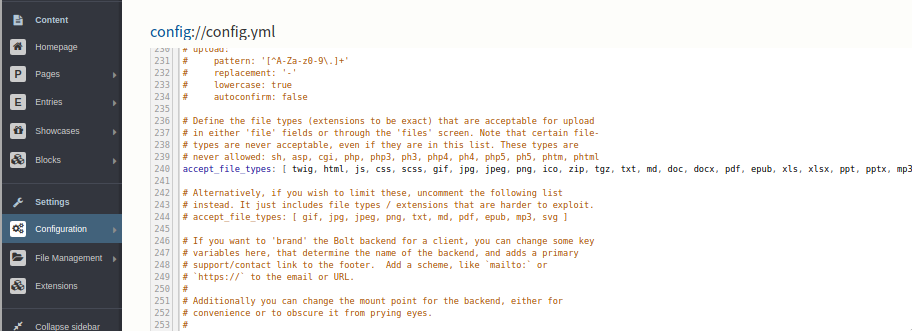 Content
Homepage
P Pages
E Entries
Showcases
Blocks
Settings
Configuration
File Management
Extensions
Collapse sidebar
config://config.yml
230 # upload:
231 #     pattern: '[^A-Za-z0-9\.]+'
232 #     replacement: '-'
233 #     lowercase: true
234 #     autoconfirm: false
235
236 # Define the file types (extensions to be exact) that are acceptable for upload
237 # in either 'file' fields or through the 'files' screen. Note that certain file-
238 # types are never acceptable, even if they are in this list. These types are
239 # never allowed: sh, asp, cgi, php, php3, ph3, php4, ph4, php5, ph5, phtm, phtml
240 accept_file_types: [ twig, html, js, css, scss, gif, jpg, jpeg, png, ico, zip, tgz, txt, md, doc, docx, pdf, epub, xls, xlsx, ppt, pptx, mp3
241
242 # Alternatively, if you wish to limit these, uncomment the following list
243 # instead. It just includes file types / extensions that are harder to exploit.
244 # accept_file_types: [ gif, jpg, jpeg, png, txt, md, pdf, epub, mp3, svg ]
245
246 # If you want to 'brand' the Bolt backend for a client, you can change some key
247 # variables here, that determine the name of the backend, and adds a primary
248 # support/contact link to the footer.  Add a scheme, like `mailto:` or
249 # `https://` to the email or URL.
250 #
251 # Additionally you can change the mount point for the backend, either for
252 # convenience or to obscure it from prying eyes.
253 #